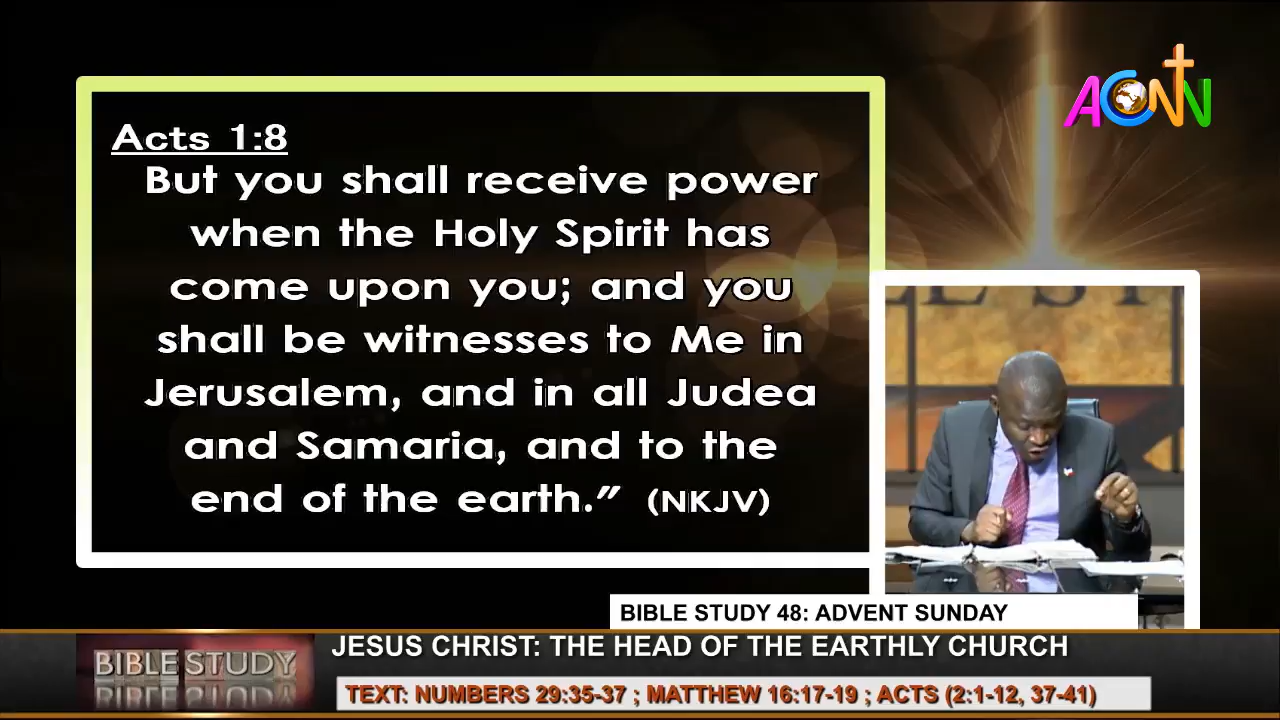 ACNN
Acts 1:8
But you shall receive power
when the Holy Spirit has
come upon you; and you
shall be witnesses to Me in
Jerusalem, and in all Judea
and Samaria, and to the
end of the earth.” (NKJV)
BLE ST
BIBLE STUDY 48: ADVENT SUNDAY
BIBLE STUDY
JESUS CHRIST: THE HEAD OF THE EARTHLY CHURCH
TEXT: NUMBERS 29:35-37 ; MATTHEW 16:17-19 ; ACTS (2:1-12, 37-41)